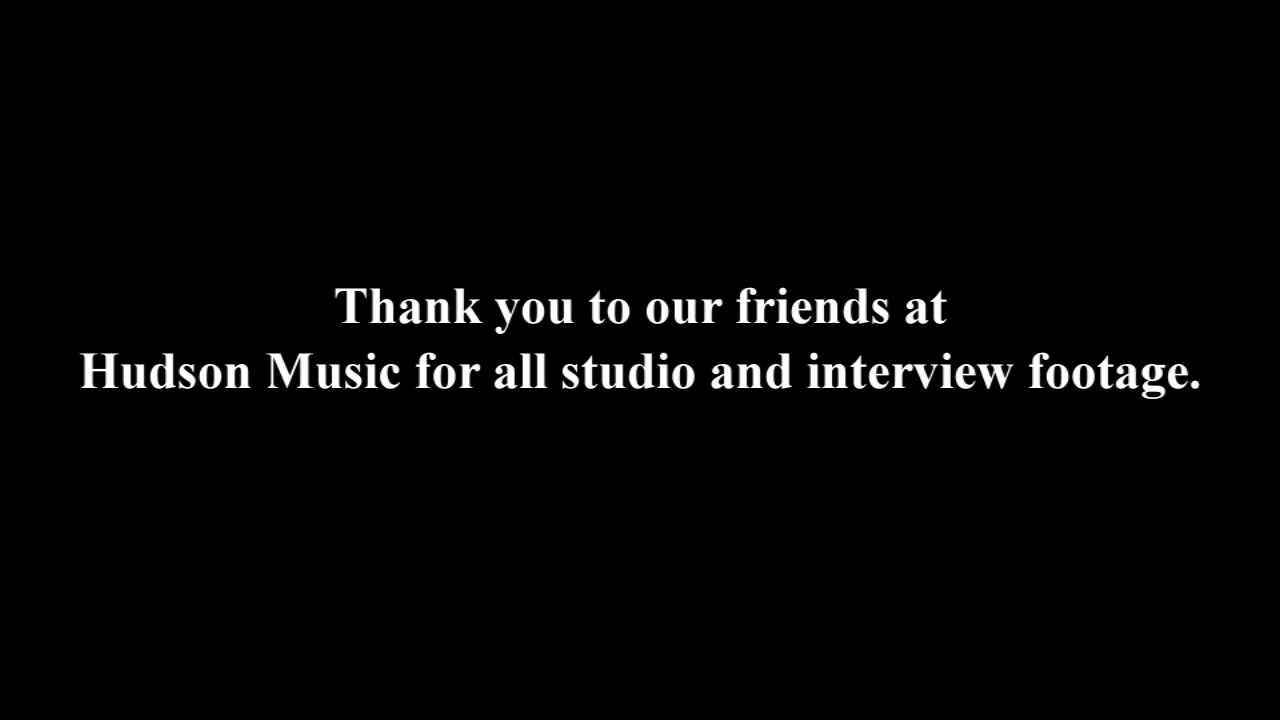 Thank you to our friends at
Hudson Music for all studio and interview footage.